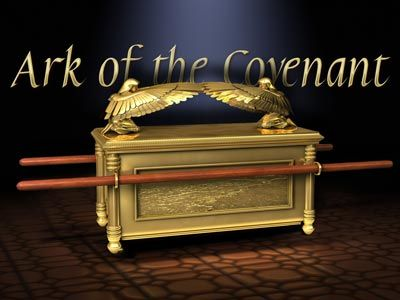 Ark of the Covenant